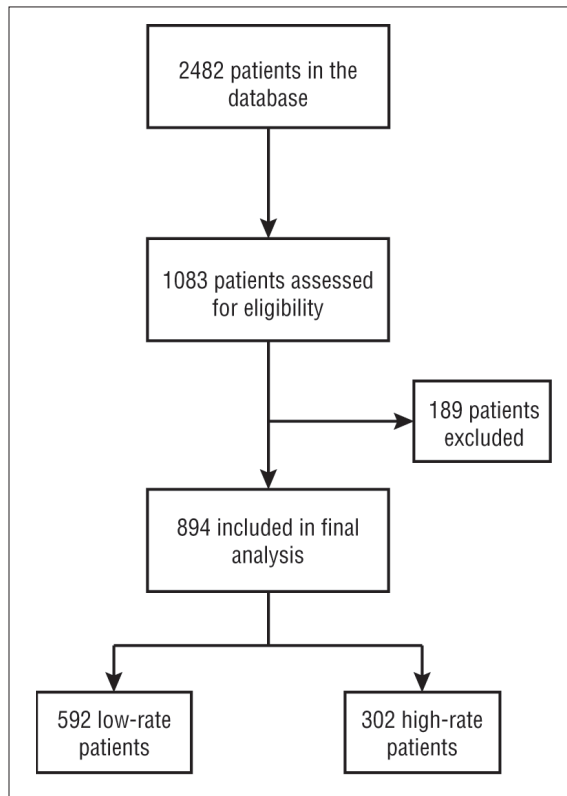 2482 patients in the
database
1083 patients assessed
for eligibility
189 patients
excluded
894 included in final
analysis
592 low-rate
patients
302 high-rate
patients